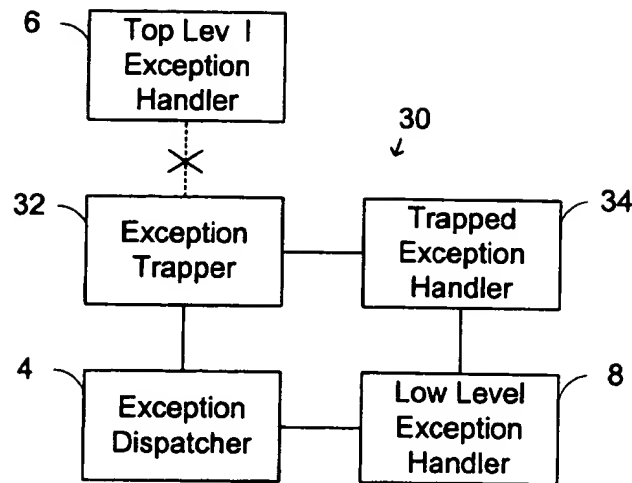 6
Top Lev l
Exception
Handler
30
32
Exception
Trapper
34
Trapped
Exception
Handler
4
Exception
Dispatcher
8
Low Level
Exception
Handler